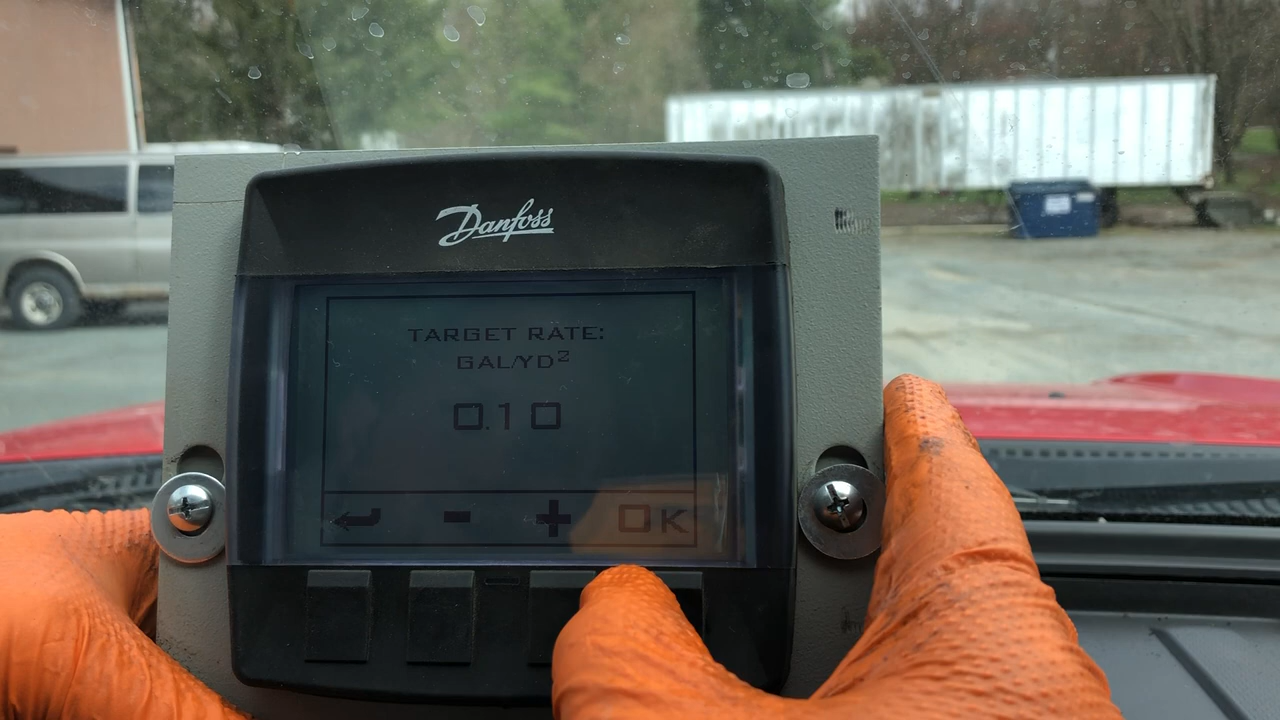 Danfoss
TARGET RATE:
GAL/YD²
0.10
- + OK